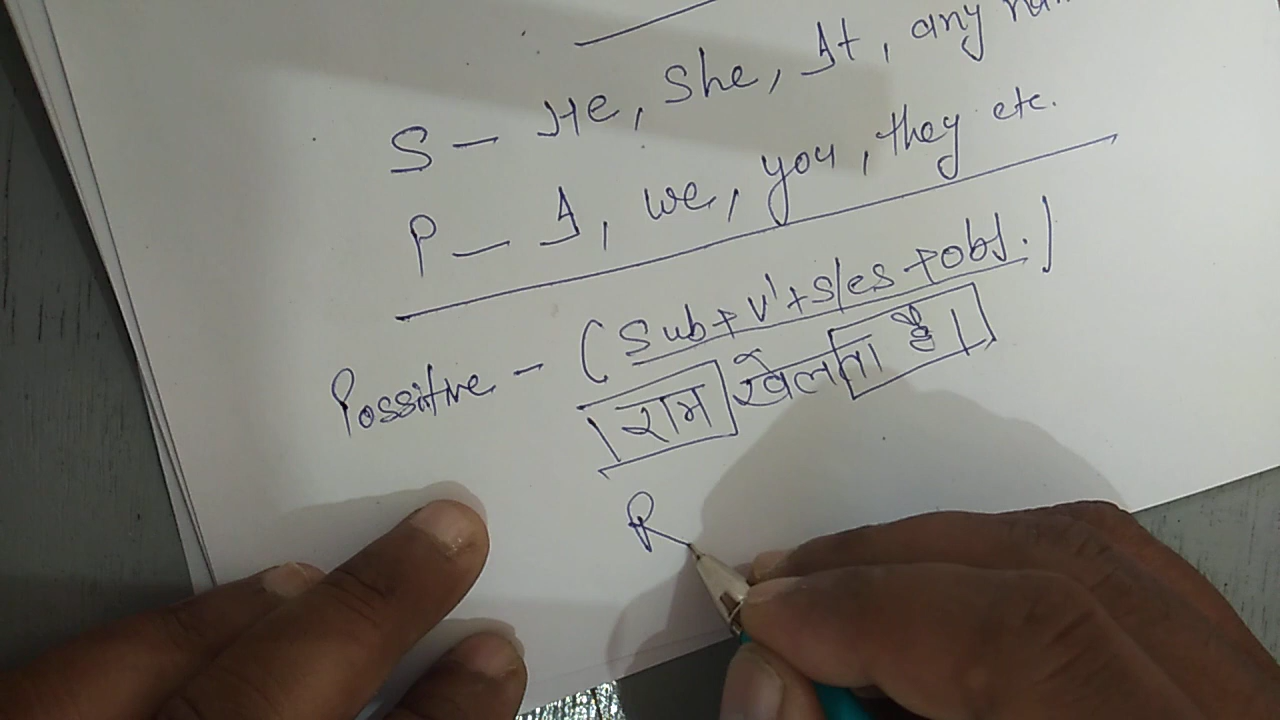 S - He, She, It, any
P - I, we, you, they etc.
Possitive - (Sub + V¹ + s/es + obj.)
राम खेलता है।
R